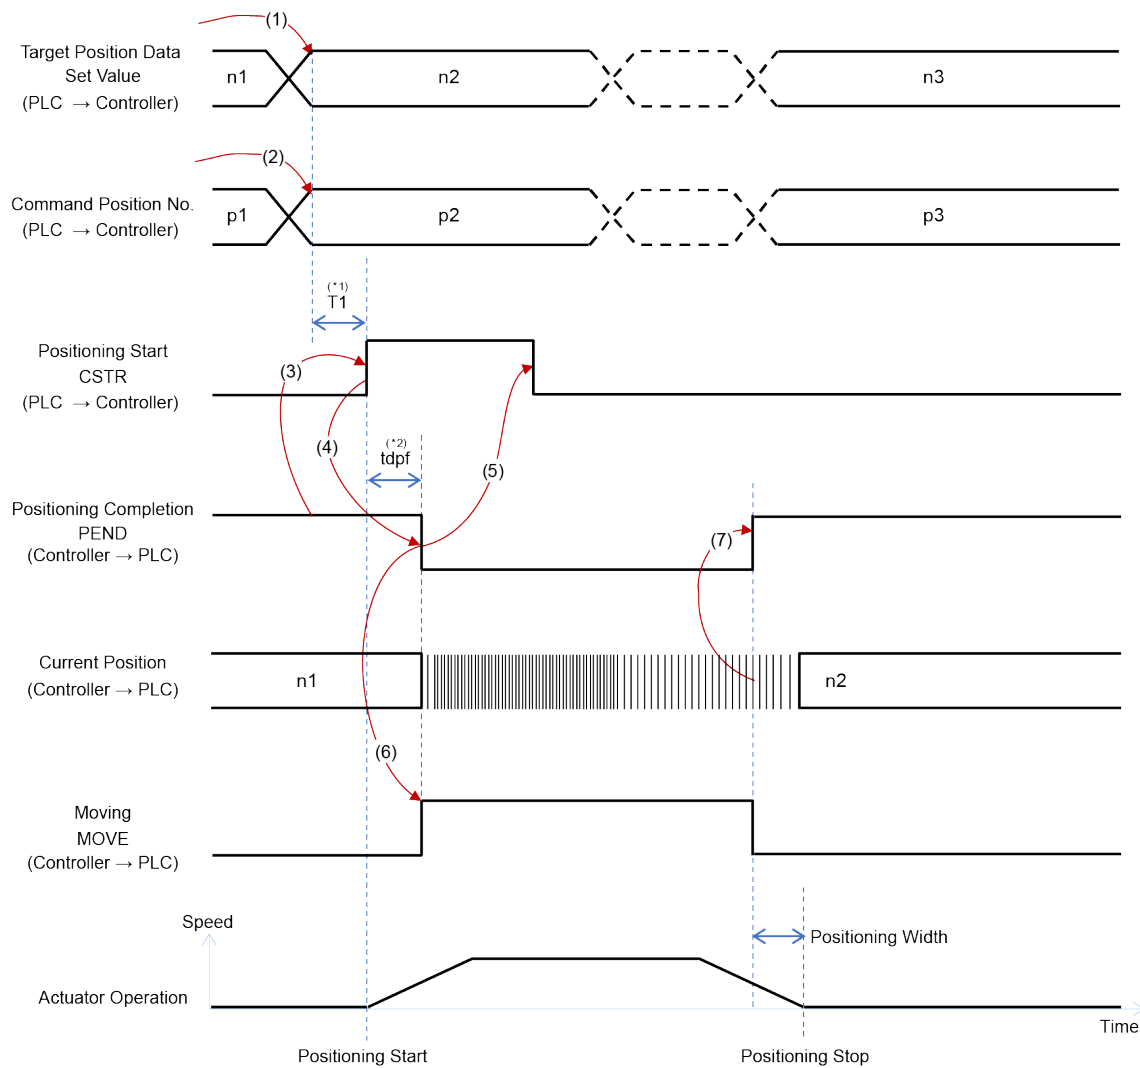 (1)
Target Position Data
Set Value
(PLC → Controller)
n1
n2
n3
(2)
Command Position No.
(PLC → Controller)
p1
p2
p3
(*1)
T1
Positioning Start
CSTR
(PLC → Controller)
(3)
(4)
(*2)
tdpf
(5)
Positioning Completion
PEND
(Controller → PLC)
(7)
Current Position
(Controller → PLC)
n1
n2
(6)
Moving
MOVE
(Controller → PLC)
Speed
Positioning Width
Actuator Operation
Time
Positioning Start
Positioning Stop